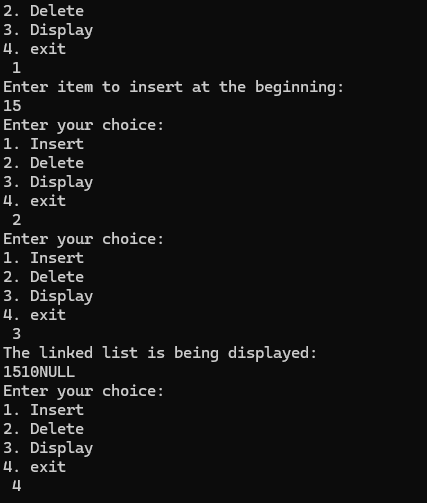 2. Delete
3. Display
4. exit
 1
Enter item to insert at the beginning:
15
Enter your choice:
1. Insert
2. Delete
3. Display
4. exit
 2
Enter your choice:
1. Insert
2. Delete
3. Display
4. exit
 3
The linked list is being displayed:
1510NULL
Enter your choice:
1. Insert
2. Delete
3. Display
4. exit
 4